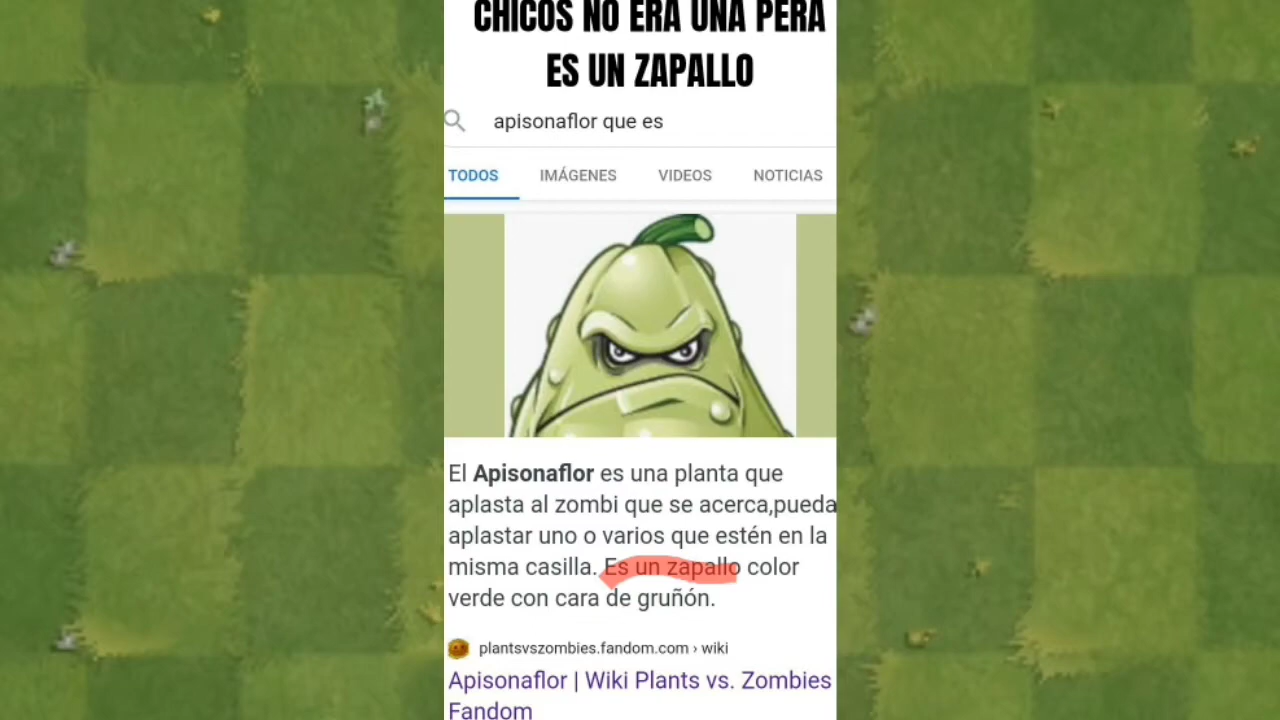 CHICOS NO ERA UNA PERA
ES UN ZAPALLO
apisonaflor que es
TODOS IMÁGENES VIDEOS NOTICIAS
El Apisonaflor es una planta que
aplasta al zombi que se acerca,pueda
aplastar uno o varios que estén en la
misma casilla. Es un zapallo color
verde con cara de gruñón.
plantsvszombies.fandom.com › wiki
Apisonaflor | Wiki Plants vs. Zombies
Fandom